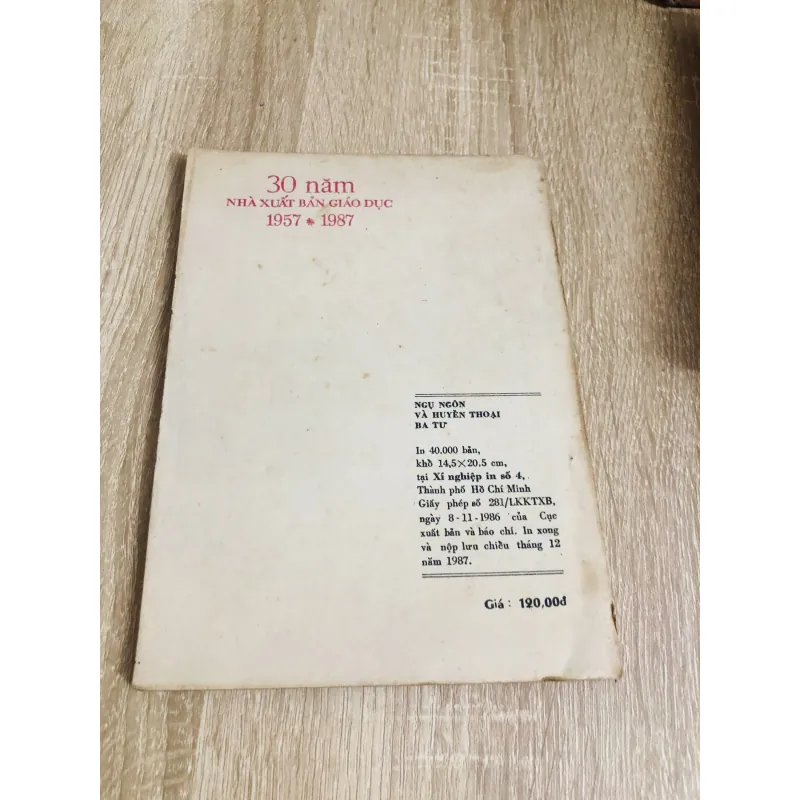 30 năm
NHÀ XUẤT BẢN GIÁO DỤC
1957 * 1987
NGỤ NGÔN
VÀ HUYỀN THOẠI
BA TƯ
In 40.000 bản,
khổ 14,5×20.5 cm,
tại Xí nghiệp in số 4,
Thành phố Hồ Chí Minh
Giấy phép số 281/LKKTXB,
ngày 8-11-1986 của Cục
xuất bản và báo chí. In xong
và nộp lưu chiều tháng 12
năm 1987.
Giá : 120,00đ